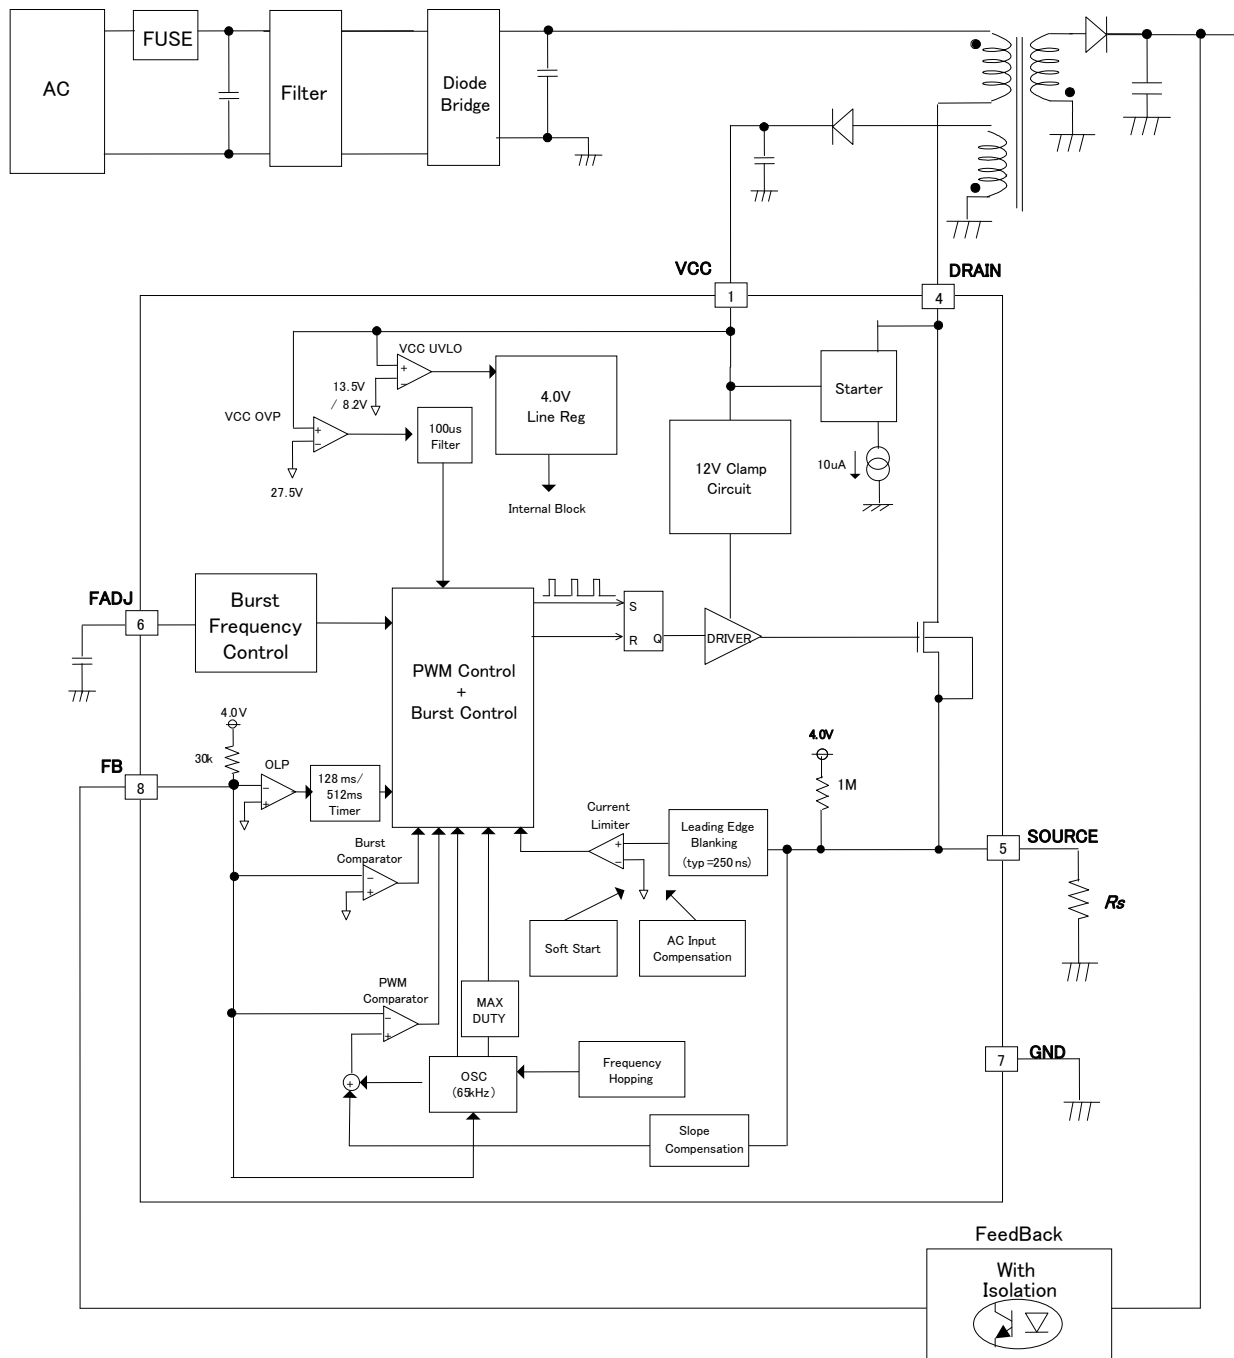 AC
FUSE
Filter
Diode
Bridge
VCC
DRAIN
1
4
VCC UVLO
13.5V
/ 8.2V
4.0V
Line Reg
Starter
VCC OVP
100us
Filter
12V Clamp
Circuit
10uA
27.5V
Internal Block
FADJ
6
Burst
Frequency
Control
S
R
Q
DRIVER
PWM Control
+
Burst Control
4.0V
30k
FB
8
OLP
128 ms/
512ms
Timer
4.0V
1M
Current
Limiter
Leading Edge
Blanking
(typ =250 ns)
SOURCE
5
Rs
Burst
Comparator
Soft Start
AC Input
Compensation
PWM
Comparator
MAX
DUTY
OSC
(65kHz)
Frequency
Hopping
7
GND
Slope
Compensation
FeedBack
With
Isolation